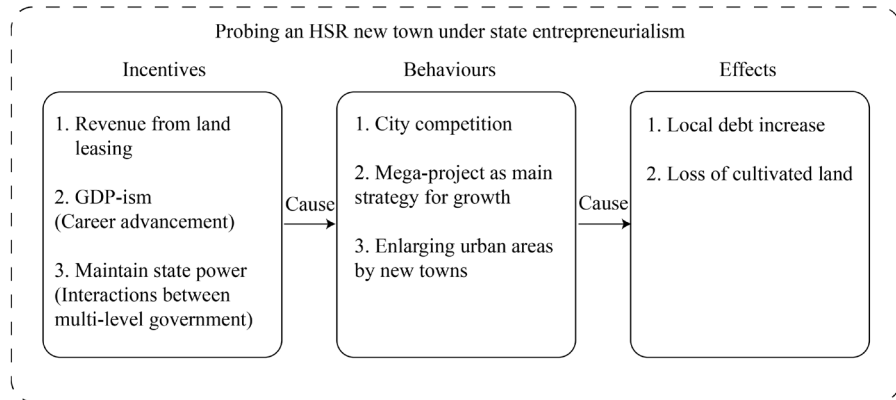 Probing an HSR new town under state entrepreneurialism
Incentives
1. Revenue from land
leasing
2. GDP-ism
(Career advancement)
3. Maintain state power
(Interactions between
multi-level government)
Cause
Behaviours
1. City competition
2. Mega-project as main
strategy for growth
3. Enlarging urban areas
by new towns
Cause
Effects
1. Local debt increase
2. Loss of cultivated land